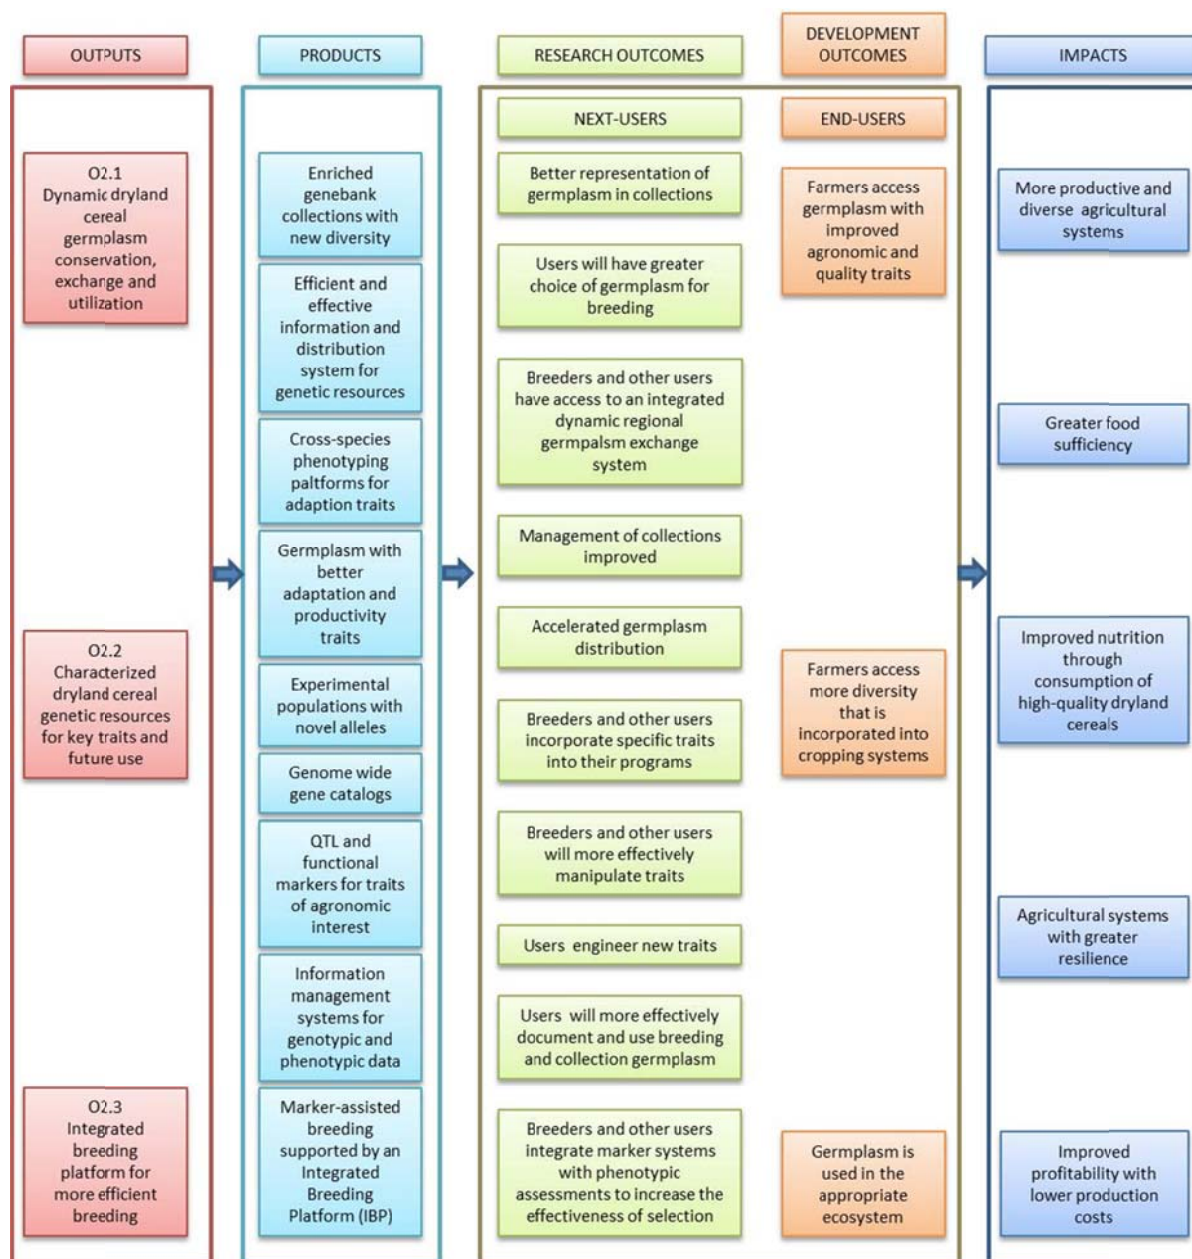 OUTPUTS
O2.1
Dynamic dryland
cereal
germplasm
conservation,
exchange and
utilization
O2.2
Characterized
dryland cereal
genetic resources
for key traits and
future use
O2.3
Integrated
breeding
platform for
more efficient
breeding
PRODUCTS
Enriched
genebank
collections with
new diversity
Efficient and
effective
information and
distribution
system for
genetic resources
Cross-species
phenotyping
paltforms for
adaption traits
Germplasm with
better
adaptation and
productivity
traits
Experimental
populations with
novel alleles
Genome wide
gene catalogs
QTL and
functional
markers for traits
of agronomic
interest
Information
management
systems for
genotypic and
phenotypic data
Marker-assisted
breeding
supported by an
Integrated
Breeding
Platform (IBP)
RESEARCH OUTCOMES
NEXT-USERS
Better representation of
germplasm in collections
Users will have greater
choice of germplasm for
breeding
Breeders and other users
have access to an integrated
dynamic regional
germpalsm exchange
system
Management of collections
improved
Accelerated germplasm
distribution
Breeders and other users
incorporate specific traits
into their programs
Breeders and other users
will more effectively
manipulate traits
Users engineer new traits
Users will more effectively
document and use breeding
and collection germplasm
Breeders and other users
integrate marker systems
with phenotypic
assessments to increase the
effectiveness of selection
DEVELOPMENT
OUTCOMES
END-USERS
Farmers access
germplasm with
improved
agronomic and
quality traits
Farmers access
more diversity
that is
incorporated into
cropping systems
Germplasm is
used in the
appropriate
ecosystem
IMPACTS
More productive and
diverse agricultural
systems
Greater food
sufficiency
Improved nutrition
through
consumption of
high-quality dryland
cereals
Agricultural systems
with greater
resilience
Improved
profitability with
lower production
costs